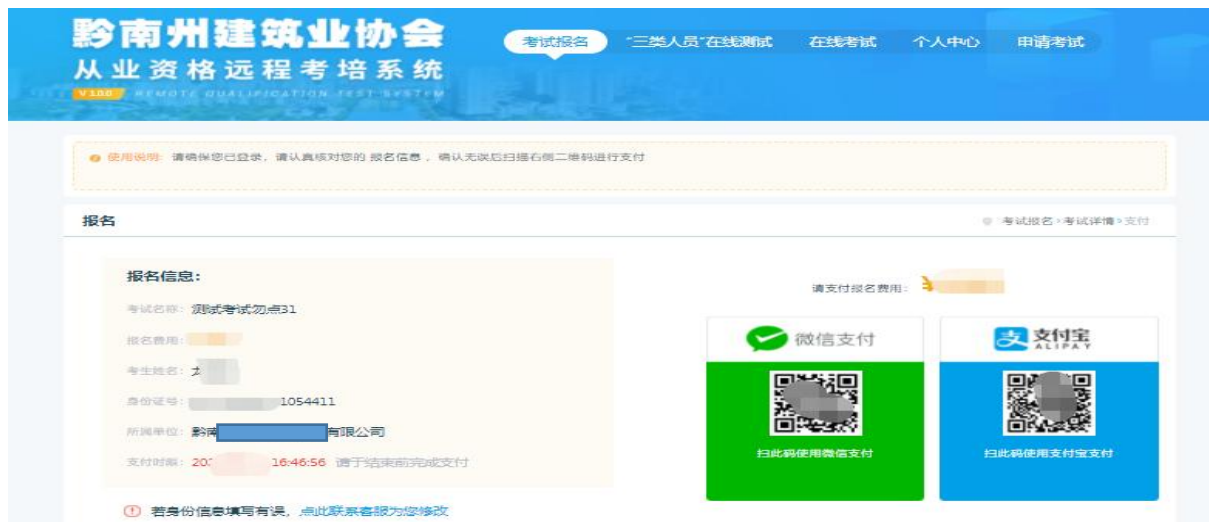 黔南州建筑业协会
考试报名 "三类人员"在线测试 在线考试 个人中心 申请考试
从业资格远程考培系统
V 1.0.0 REMOTE QUALIFICATION TEST SYSTEM
使用说明: 请确保您已登录, 请认真核对您的 报名信息 , 确认无误后扫描右侧二维码进行支付
报名
考试报名>考试详情>支付
报名信息:
请支付报名费用: ¥
考试名称: 测试考试勿点31
报名费用:
考生姓名:
身份证号: 1054411
所属单位: 黔南 有限公司
支付时限: 202 16:46:56 请于结束前完成支付
若身份信息填写有误, 点此联系客服为您修改
微信支付
扫此码使用微信支付
支付宝
ALIPAY
扫此码使用支付宝支付